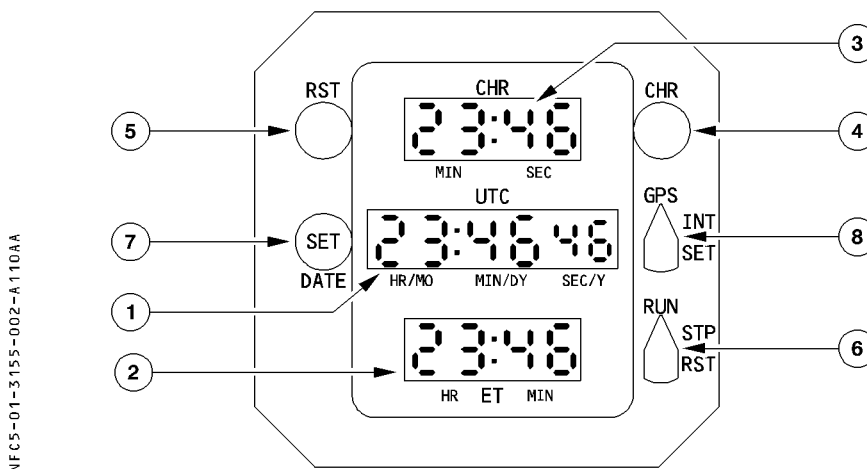 3
RST
CHR
CHR
23:46
5
4
MIN
SEC
UTC
GPS
INT
7
SET
23:46 46
8
SET
DATE
HR/MO
MIN/DY
SEC/Y
1
RUN
STP
23:46
2
6
RST
HR
ET
MIN
NFC5-01-3155-002-A110AA